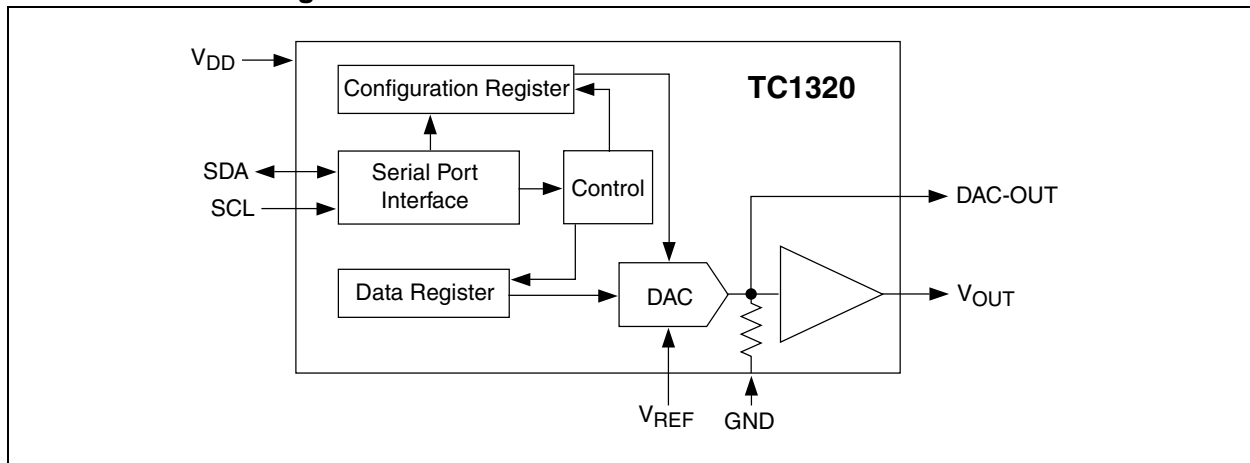 g
VDD
TC1320
Configuration Register
SDA
Serial Port
Interface
Control
SCL
DAC-OUT
Data Register
DAC
VOUT
VREF
GND